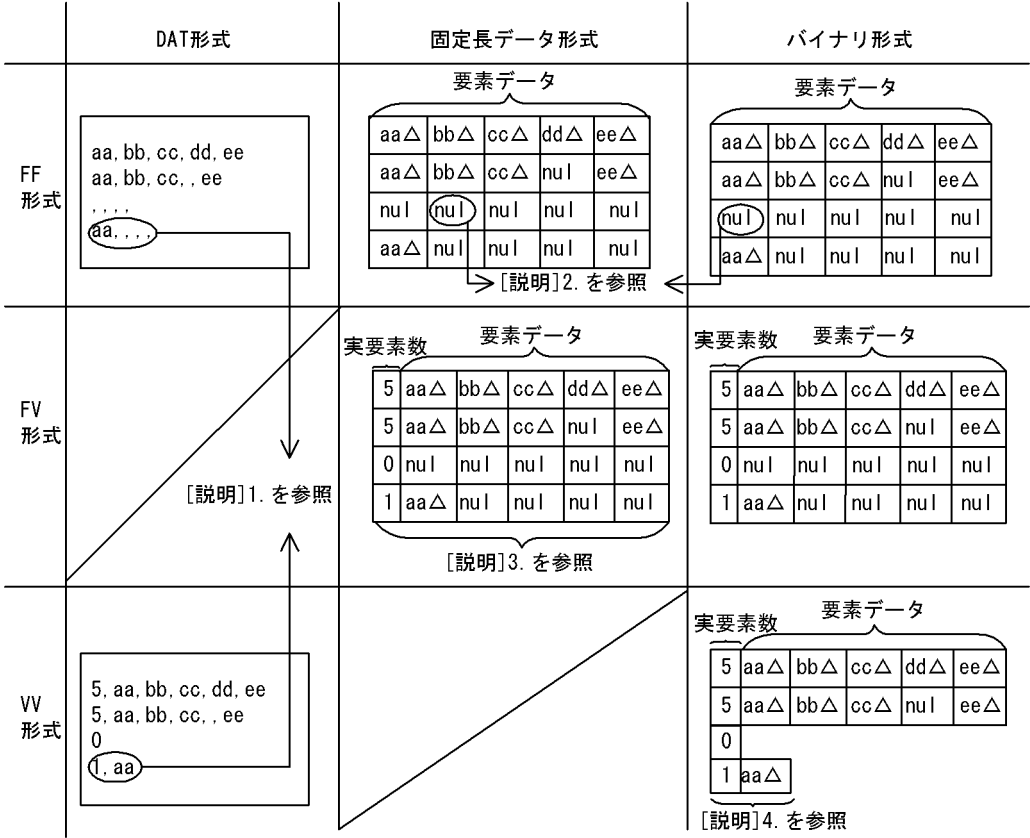 DAT形式 固定長データ形式 バイナリ形式
FF
形式
aa,bb,cc,dd,ee
aa,bb,cc,,ee
,,,,
aa,,,,
要素データ
aa△ bb△ cc△ dd△ ee△
aa△ bb△ cc△ nul ee△
nul nul nul nul nul
aa△ nul nul nul nul
要素データ
aa△ bb△ cc△ dd△ ee△
aa△ bb△ cc△ nul ee△
nul nul nul nul nul
aa△ nul nul nul nul
[説明]2.を参照
FV
形式
[説明]1.を参照
実要素数 要素データ
5 aa△ bb△ cc△ dd△ ee△
5 aa△ bb△ cc△ nul ee△
0 nul nul nul nul nul
1 aa△ nul nul nul nul
[説明]3.を参照
実要素数 要素データ
5 aa△ bb△ cc△ dd△ ee△
5 aa△ bb△ cc△ nul ee△
0 nul nul nul nul nul
1 aa△ nul nul nul nul
VV
形式
5,aa,bb,cc,dd,ee
5,aa,bb,cc,,ee
0
1,aa
実要素数 要素データ
5 aa△ bb△ cc△ dd△ ee△
5 aa△ bb△ cc△ nul ee△
0
1 aa△
[説明]4.を参照